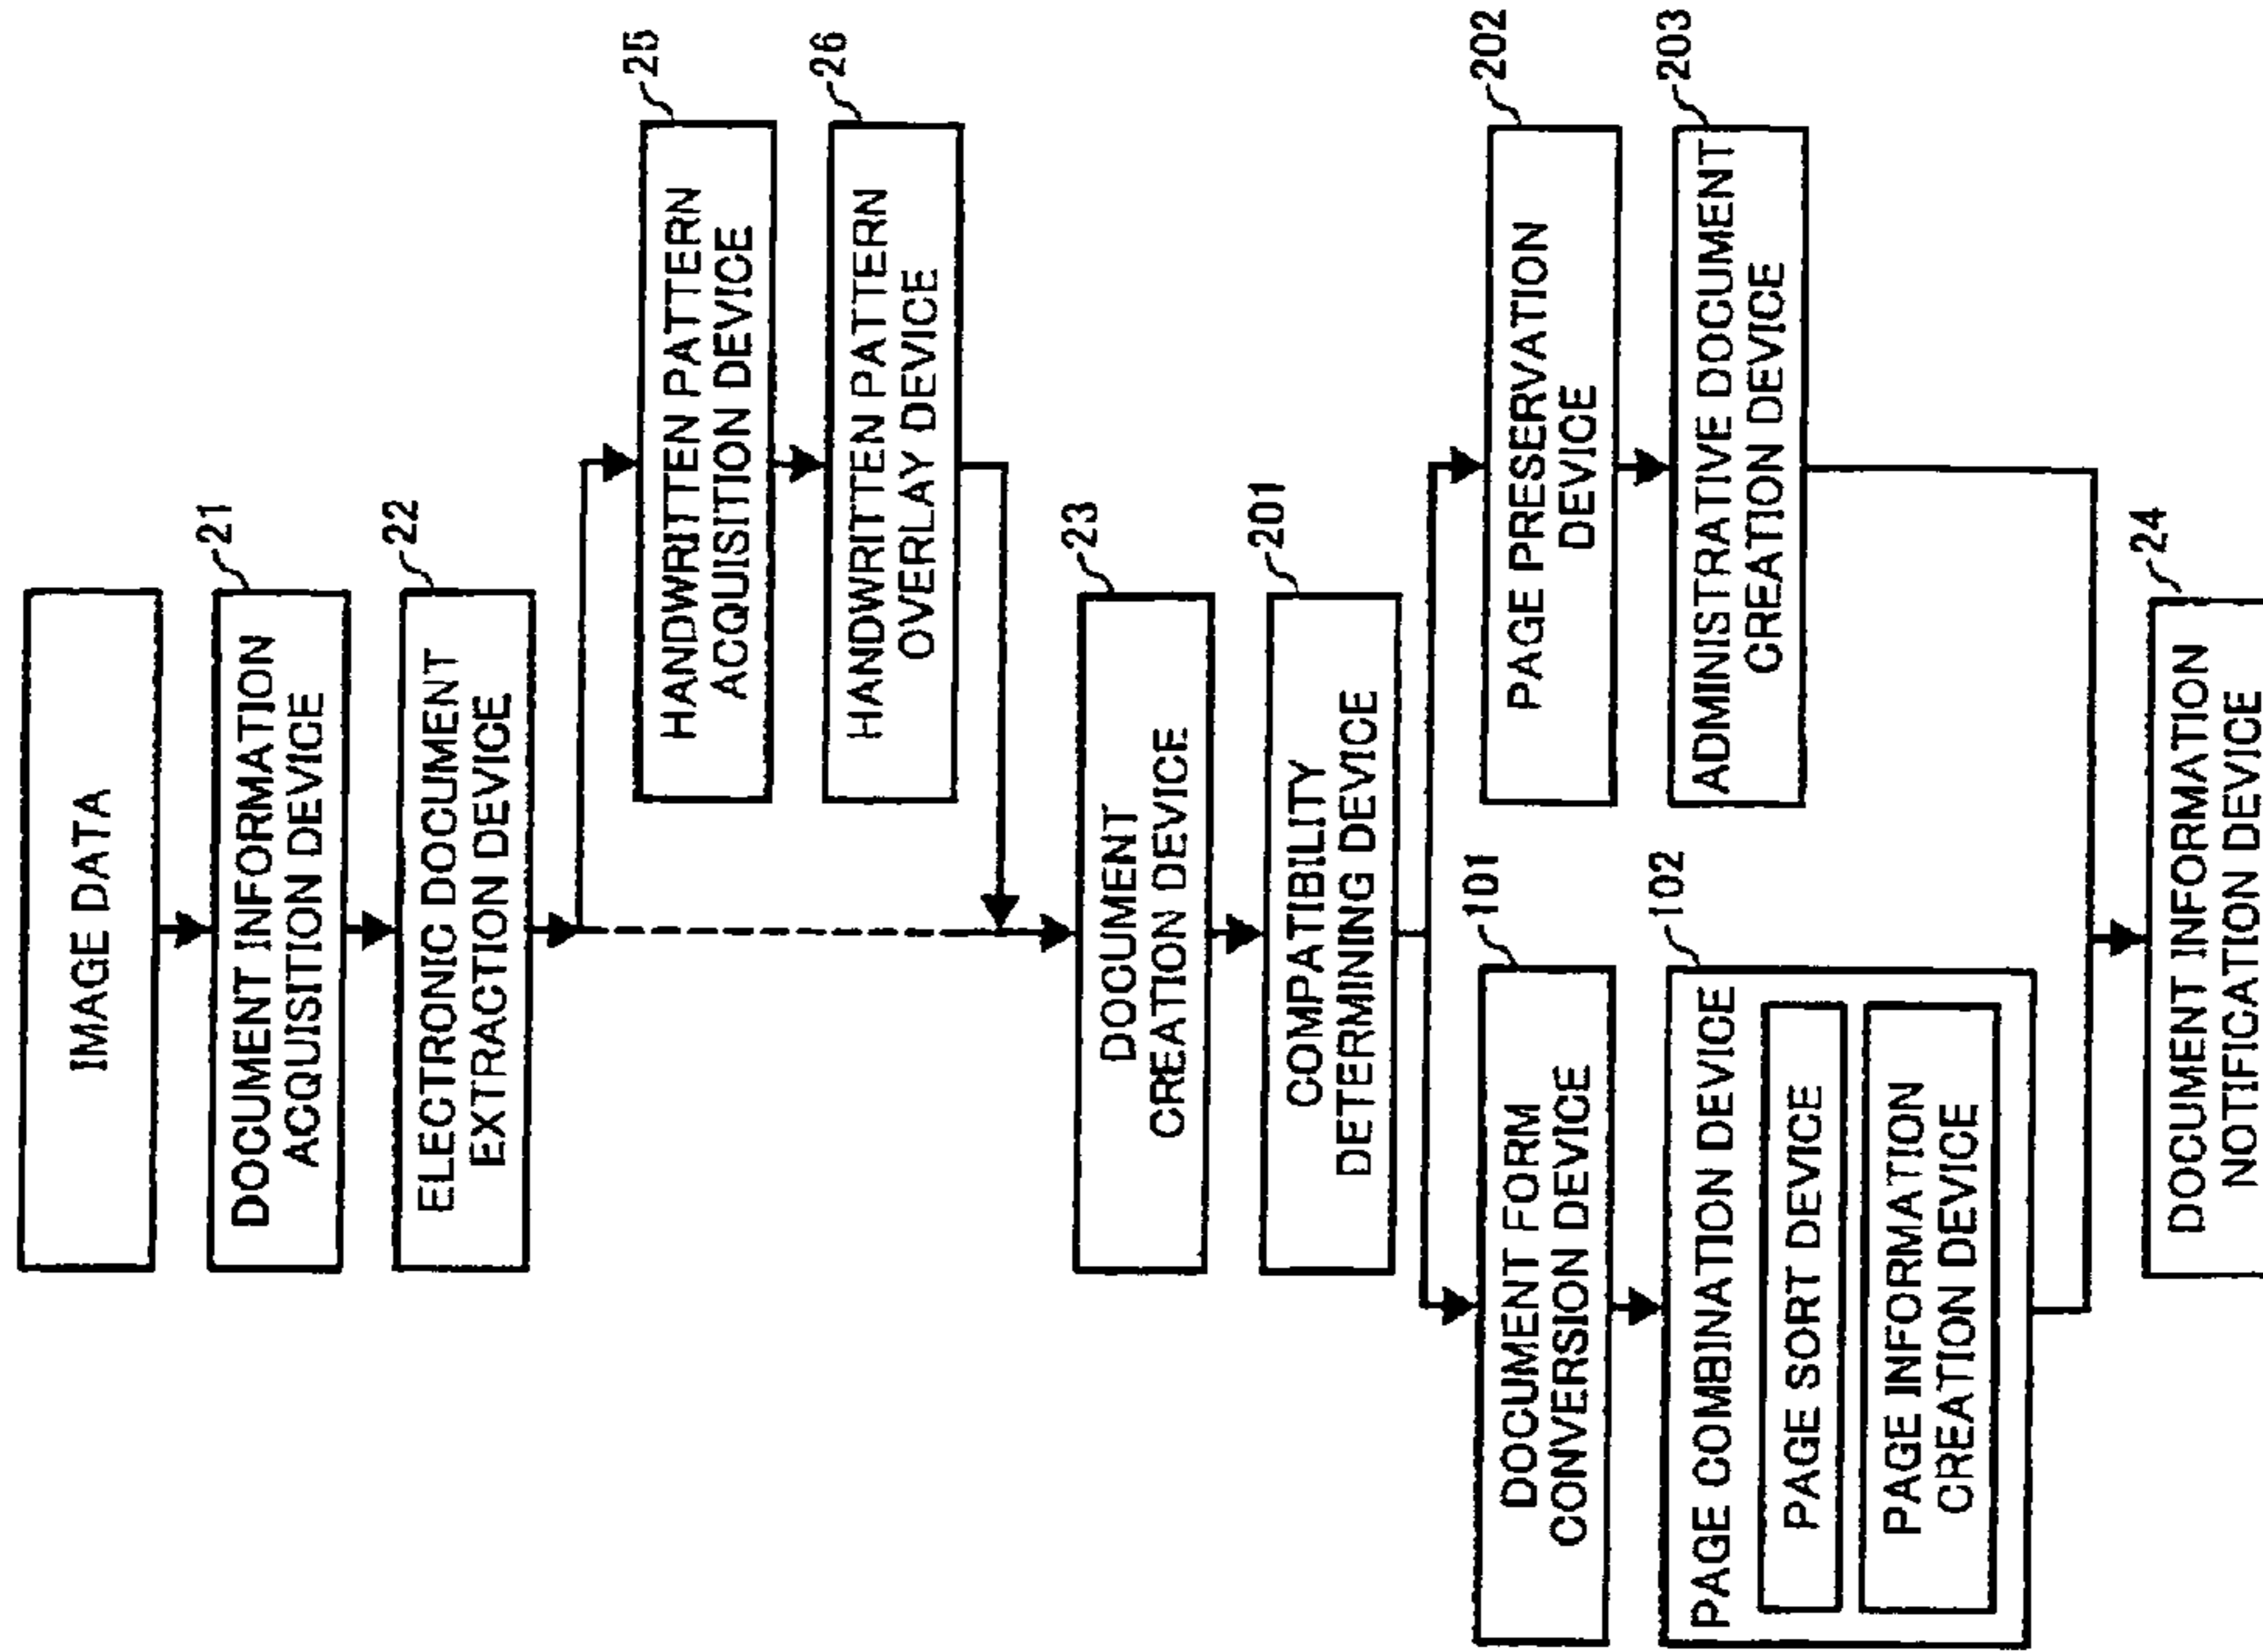 IMAGE DATA
21
DOCUMENT INFORMATION
ACQUISITION DEVICE
22
ELECTRONIC DOCUMENT
EXTRACTION DEVICE
25
HANDWRITTEN PATTERN
ACQUISITION DEVICE
26
HANDWRITTEN PATTERN
OVERLAY DEVICE
23
DOCUMENT
CREATION DEVICE
201
COMPATIBILITY
DETERMINING DEVICE
101
DOCUMENT FORM
CONVERSION DEVICE
102
PAGE COMBINATION DEVICE
PAGE SORT DEVICE
PAGE INFORMATION
CREATION DEVICE
202
PAGE PRESERVATION
DEVICE
203
ADMINISTRATIVE DOCUMENT
CREATION DEVICE
24
DOCUMENT INFORMATION
NOTIFICATION DEVICE